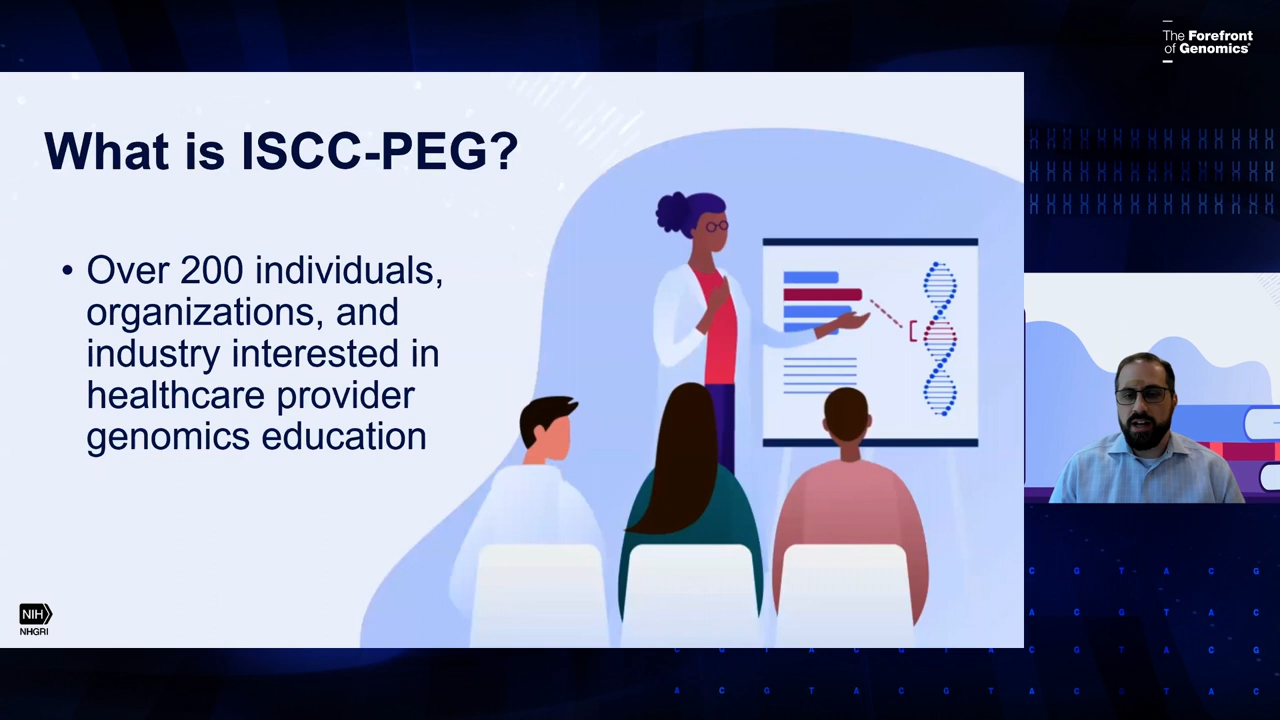 The Forefront
of Genomics®
What is ISCC-PEG?
• Over 200 individuals,
organizations, and
industry interested in
healthcare provider
genomics education
NIH
NHGRI
C G T A C G
A C G T A C
C G T A C G T A C G T A C G
A C G T A C G T A C G T A C